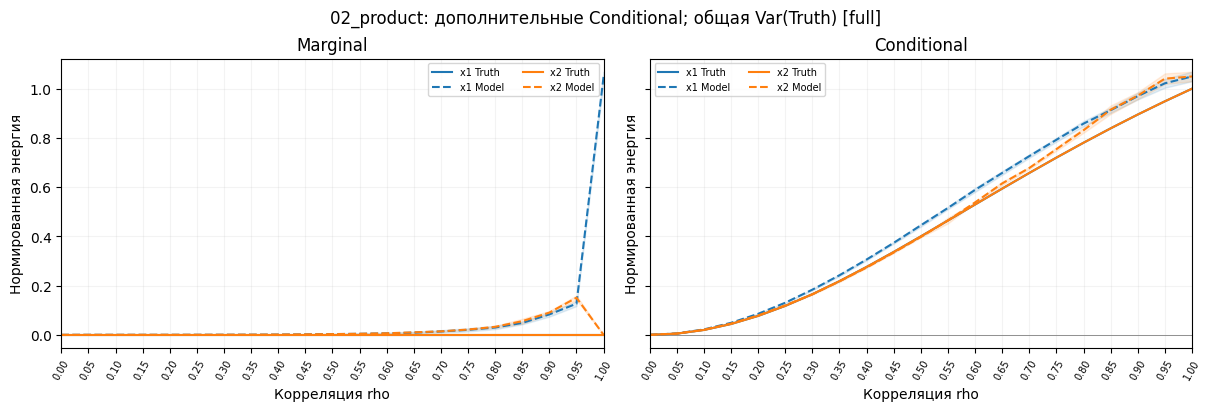 02_product: дополнительные Conditional; общая Var(Truth) [full]
Marginal
Нормированная энергия
1.0
0.8
0.6
0.4
0.2
0.0
x1 Truth
x1 Model
x2 Truth
x2 Model
0.00 0.05 0.10 0.15 0.20 0.25 0.30 0.35 0.40 0.45 0.50 0.55 0.60 0.65 0.70 0.75 0.80 0.85 0.90 0.95 1.00
Корреляция rho
Conditional
Нормированная энергия
x1 Truth
x1 Model
x2 Truth
x2 Model
0.00 0.05 0.10 0.15 0.20 0.25 0.30 0.35 0.40 0.45 0.50 0.55 0.60 0.65 0.70 0.75 0.80 0.85 0.90 0.95 1.00
Корреляция rho